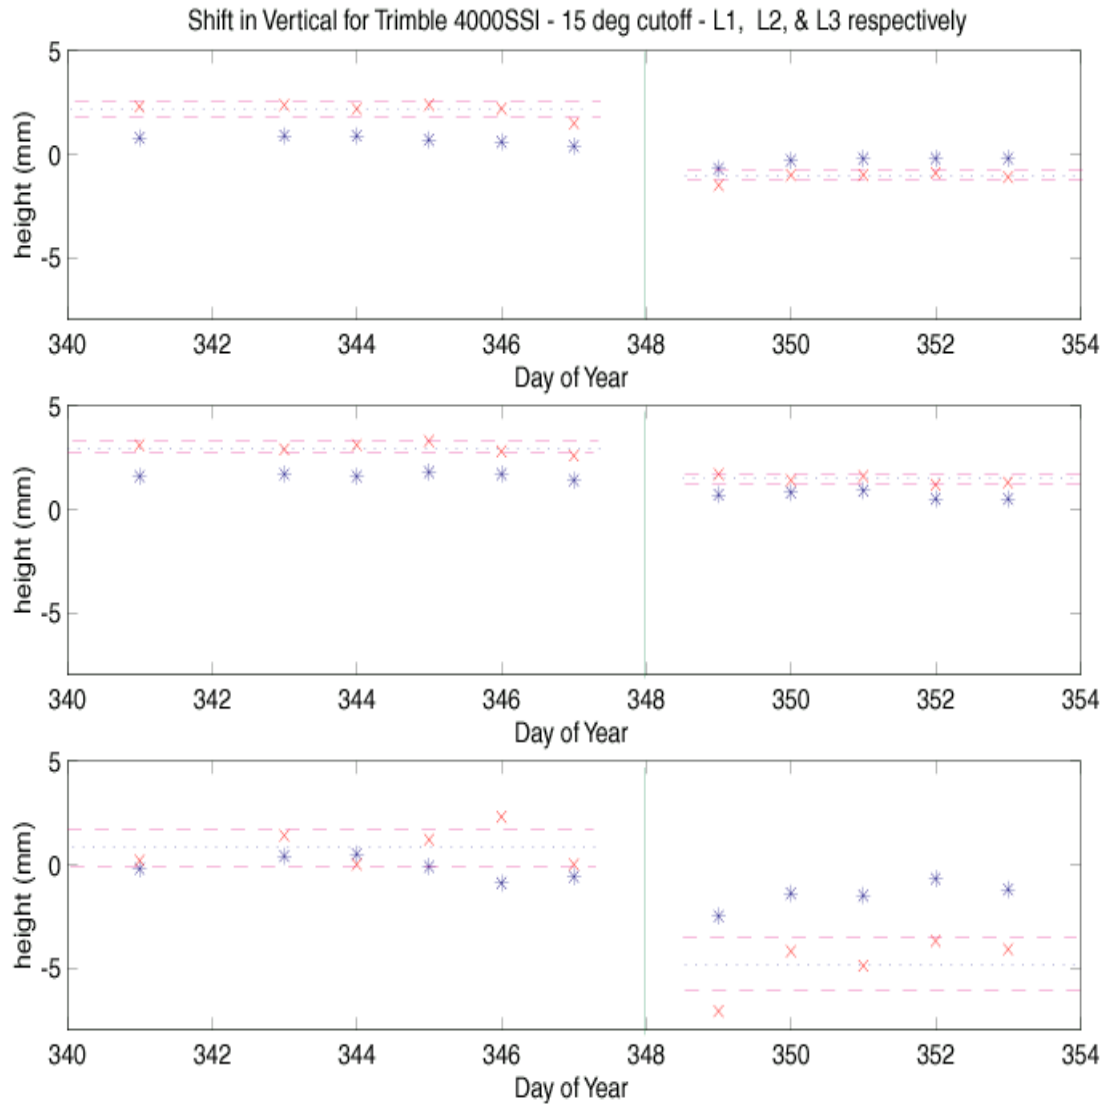 Shift in Vertical for Trimble 4000SSI - 15 deg cutoff - L1, L2, & L3 respectively
5
0
-5
height (mm)
340 342 344 346 348 350 352 354
Day of Year
5
0
-5
height (mm)
340 342 344 346 348 350 352 354
Day of Year
5
0
-5
height (mm)
340 342 344 346 348 350 352 354
Day of Year